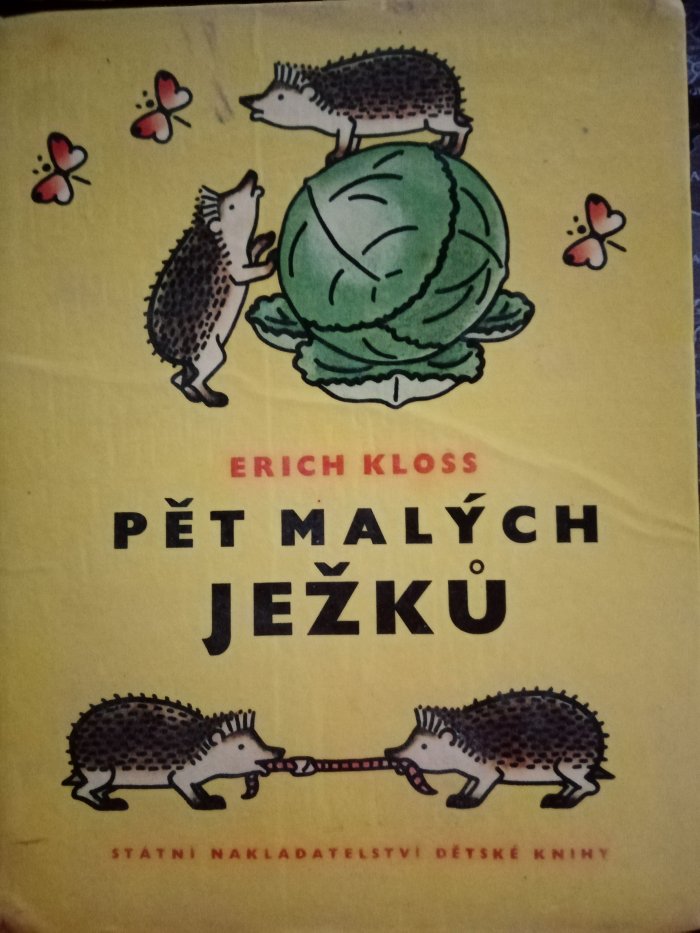 ERICH KLOSS
PĚT MALÝCH
JEŽKŮ
STÁTNÍ NAKLADATELSTVÍ DĚTSKÉ KNIHY